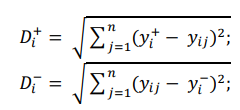 D_i^+ = √(∑_{j=1}^{n} (y_i^+ − y_{ij})^2;
D_i^- = √(∑_{j=1}^{n} (y_{ij} − y_i^-)^2;